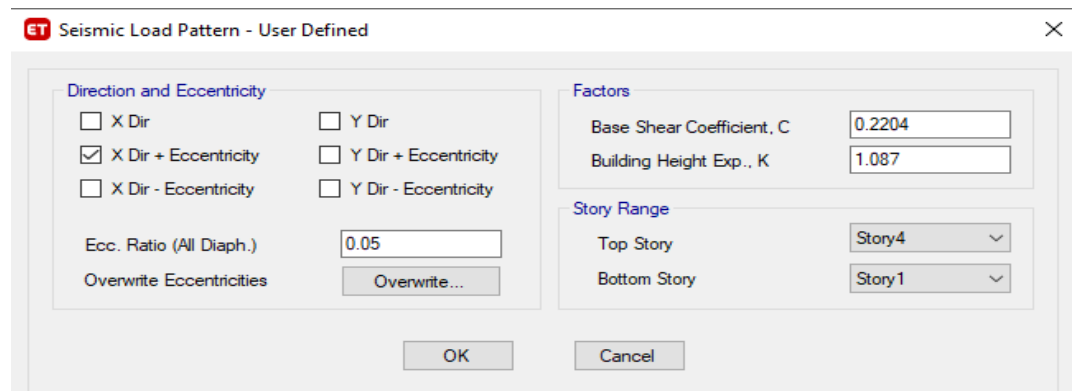 ET Seismic Load Pattern - User Defined
Direction and Eccentricity
X Dir
Y Dir
X Dir + Eccentricity
Y Dir + Eccentricity
X Dir - Eccentricity
Y Dir - Eccentricity
Ecc. Ratio (All Diaph.) 0.05
Overwrite Eccentricities Overwrite...
Factors
Base Shear Coefficient, C 0.2204
Building Height Exp., K 1.087
Story Range
Top Story Story4
Bottom Story Story1
OK
Cancel